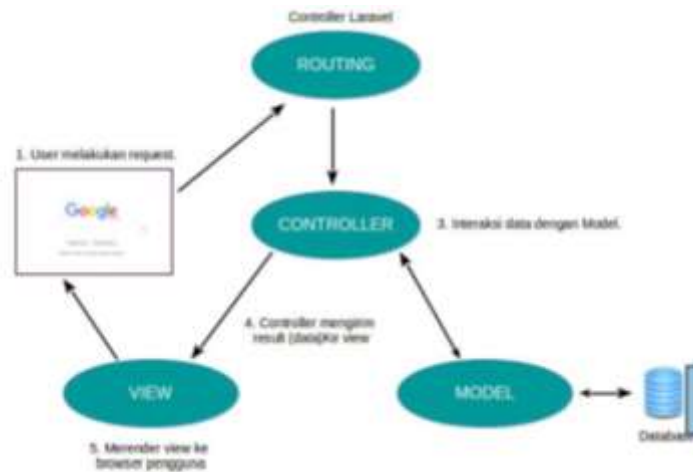 Controller Laravel
ROUTING
1. User melakukan request.
Google
CONTROLLER
3. Interaksi data dengan Model.
4. Controller mengirim
result (data)Ke view
VIEW
MODEL
Databa
5. Merender view ke
browser pengguna